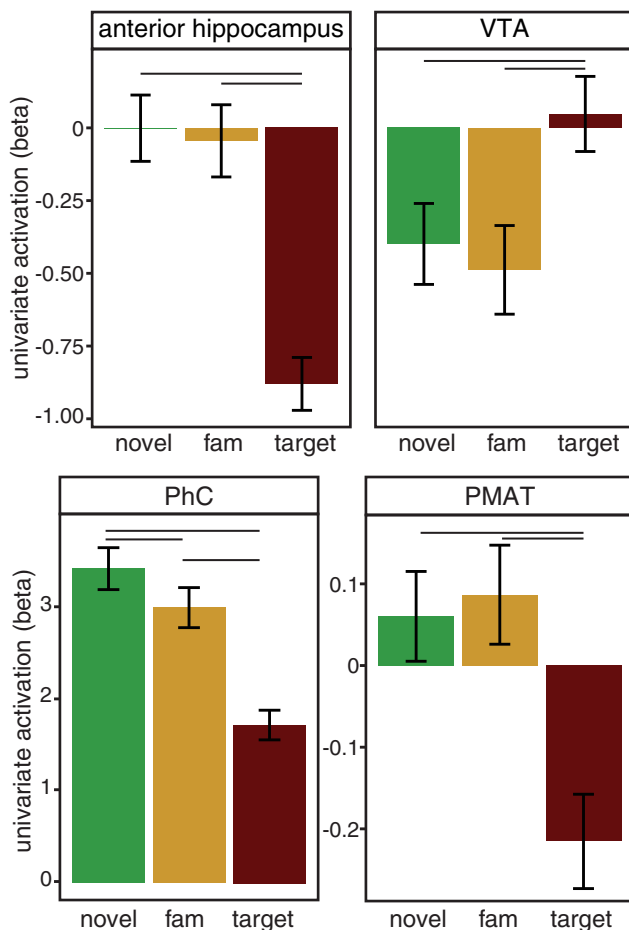 anterior hippocampus
VTA
univariate activation (beta)
0
-0.25
-0.50
-0.75
-1.00
novel fam target
novel fam target
PhC
PMAT
univariate activation (beta)
3
2
1
0
0.1
0
-0.1
-0.2
novel fam target
novel fam target